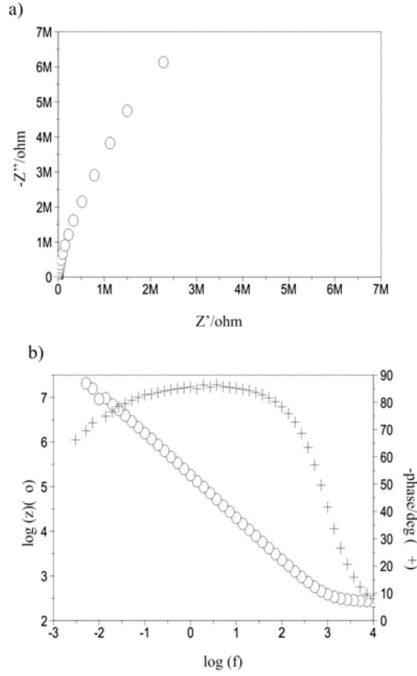 a)
7M
6M
5M
4M
3M
2M
1M
0
-Z''/ohm
0 1M 2M 3M 4M 5M 6M 7M
Z'/ohm
b)
7
6
5
4
3
2
log (z)( o)
90
80
70
60
50
40
30
20
10
0
-phase/deg ( +)
-3 -2 -1 0 1 2 3 4
log (f)